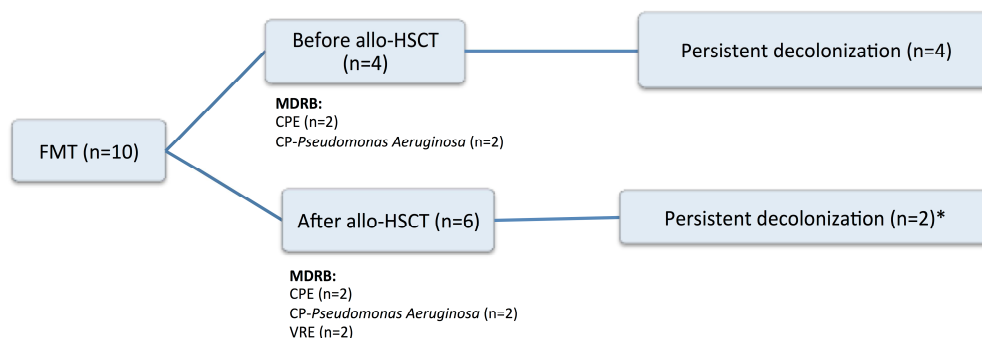 Before allo-HSCT
(n=4)
Persistent decolonization (n=4)
MDRB:
CPE (n=2)
CP-Pseudomonas Aeruginosa (n=2)
FMT (n=10)
After allo-HSCT (n=6)
Persistent decolonization (n=2)*
MDRB:
CPE (n=2)
CP-Pseudomonas Aeruginosa (n=2)
VRE (n=2)